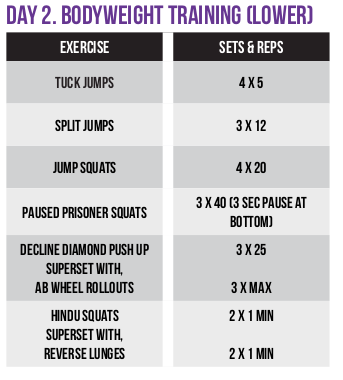 DAY 2. BODYWEIGHT TRAINING (LOWER)
EXERCISE SETS & REPS
TUCK JUMPS 4 X 5
SPLIT JUMPS 3 X 12
JUMP SQUATS 4 X 20
PAUSED PRISONER SQUATS 3 X 40 (3 SEC PAUSE AT
BOTTOM)
DECLINE DIAMOND PUSH UP 3 X 25
SUPERSET WITH,
AB WHEEL ROLLOUTS 3 X MAX
HINDU SQUATS 2 X 1 MIN
SUPERSET WITH,
REVERSE LUNGES 2 X 1 MIN